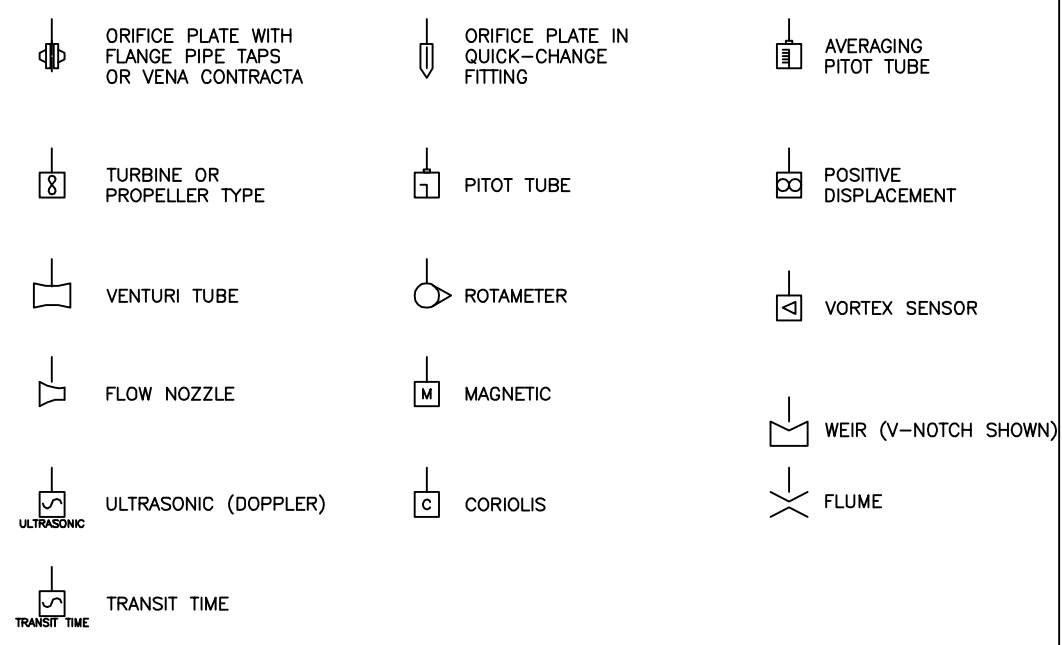 ORIFICE PLATE WITH
FLANGE PIPE TAPS
OR VENA CONTRACTA
ORIFICE PLATE IN
QUICK-CHANGE
FITTING
AVERAGING
PITOT TUBE
TURBINE OR
PROPELLER TYPE
PITOT TUBE
POSITIVE
DISPLACEMENT
VENTURI TUBE
ROTAMETER
VORTEX SENSOR
FLOW NOZZLE
M
MAGNETIC
WEIR (V-NOTCH SHOWN)
ULTRASONIC
ULTRASONIC (DOPPLER)
C
CORIOLIS
FLUME
TRANSIT TIME
TRANSIT TIME